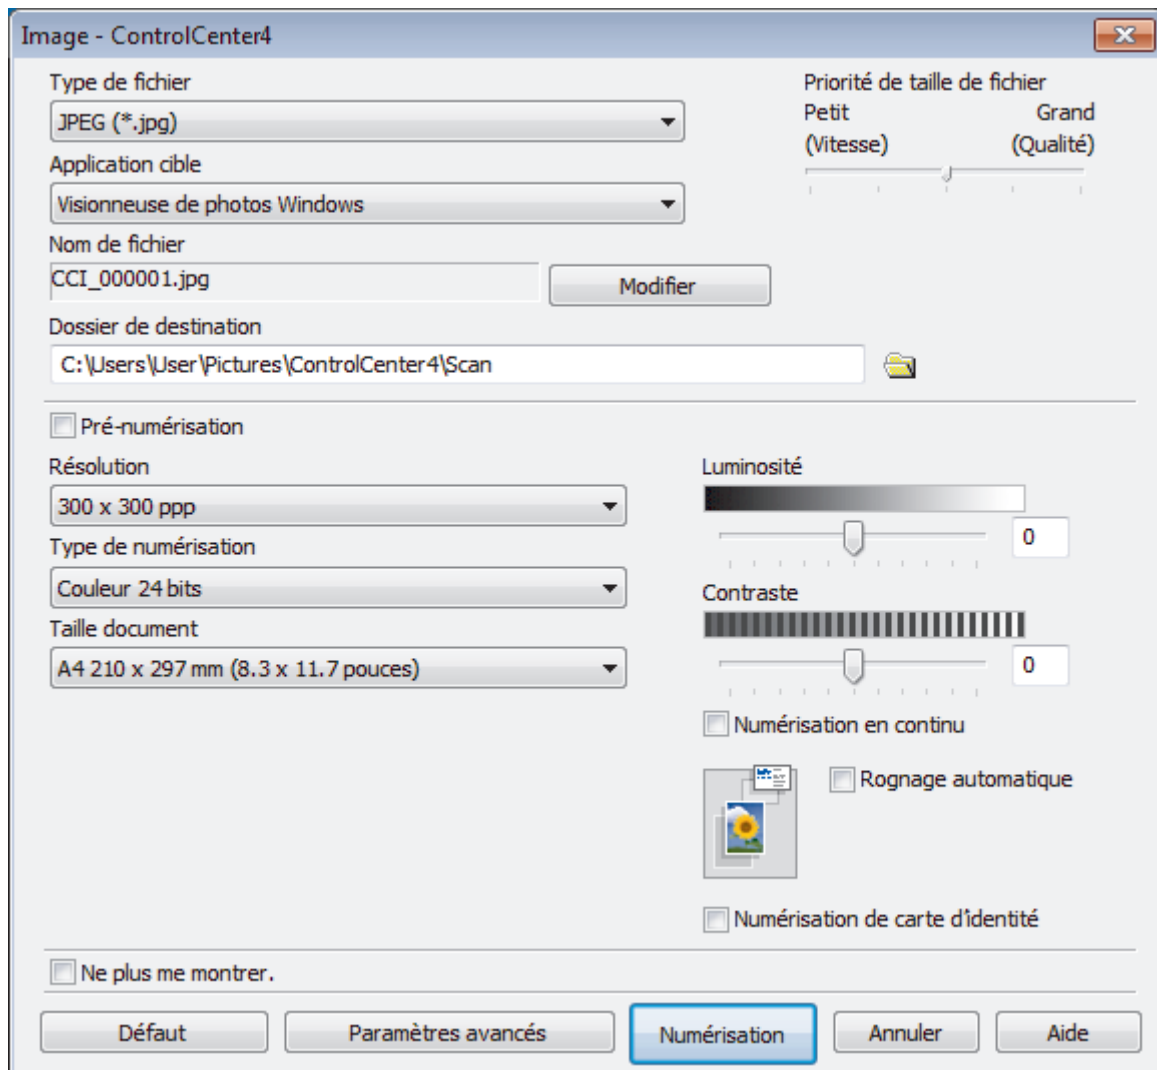 Image - ControlCenter4
Type de fichier
JPEG (*.jpg)
Priorité de taille de fichier
Petit Grand
(Vitesse) (Qualité)
Application cible
Visionneuse de photos Windows
Nom de fichier
CCI_000001.jpg
Modifier
Dossier de destination
C:\Users\User\Pictures\ControlCenter4\Scan
Pré-numérisation
Résolution
300 x 300 ppp
Type de numérisation
Couleur 24 bits
Taille document
A4 210 x 297 mm (8.3 x 11.7 pouces)
Luminosité
0
Contraste
0
Numérisation en continu
Rognage automatique
Numérisation de carte d'identité
Ne plus me montrer.
Défaut Paramètres avancés Numérisation Annuler Aide